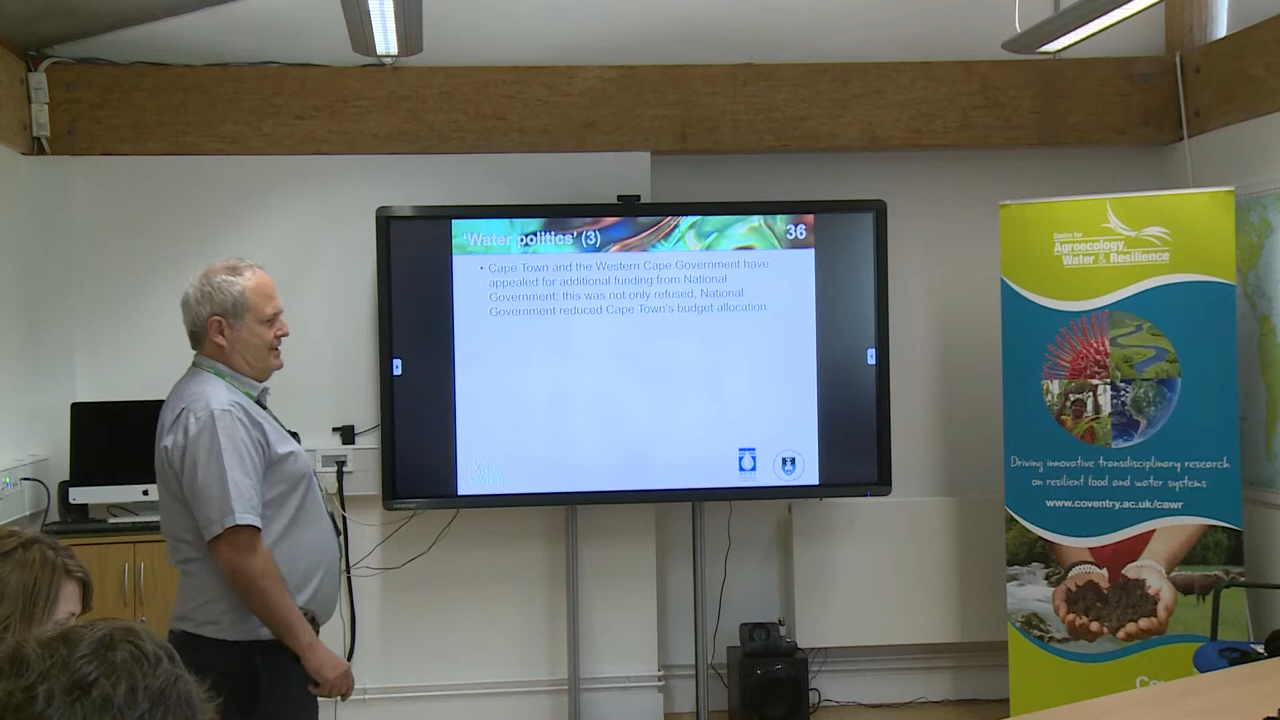 'Water politics' (3)
36
• Cape Town and the Western Cape Government have
appealed for additional funding from National
Government; this was not only refused, National
Government reduced Cape Town's budget allocation
Centre for
Agroecology,
Water & Resilience
Driving innovative transdisciplinary research
on resilient food and water systems
www.coventry.ac.uk/cawr